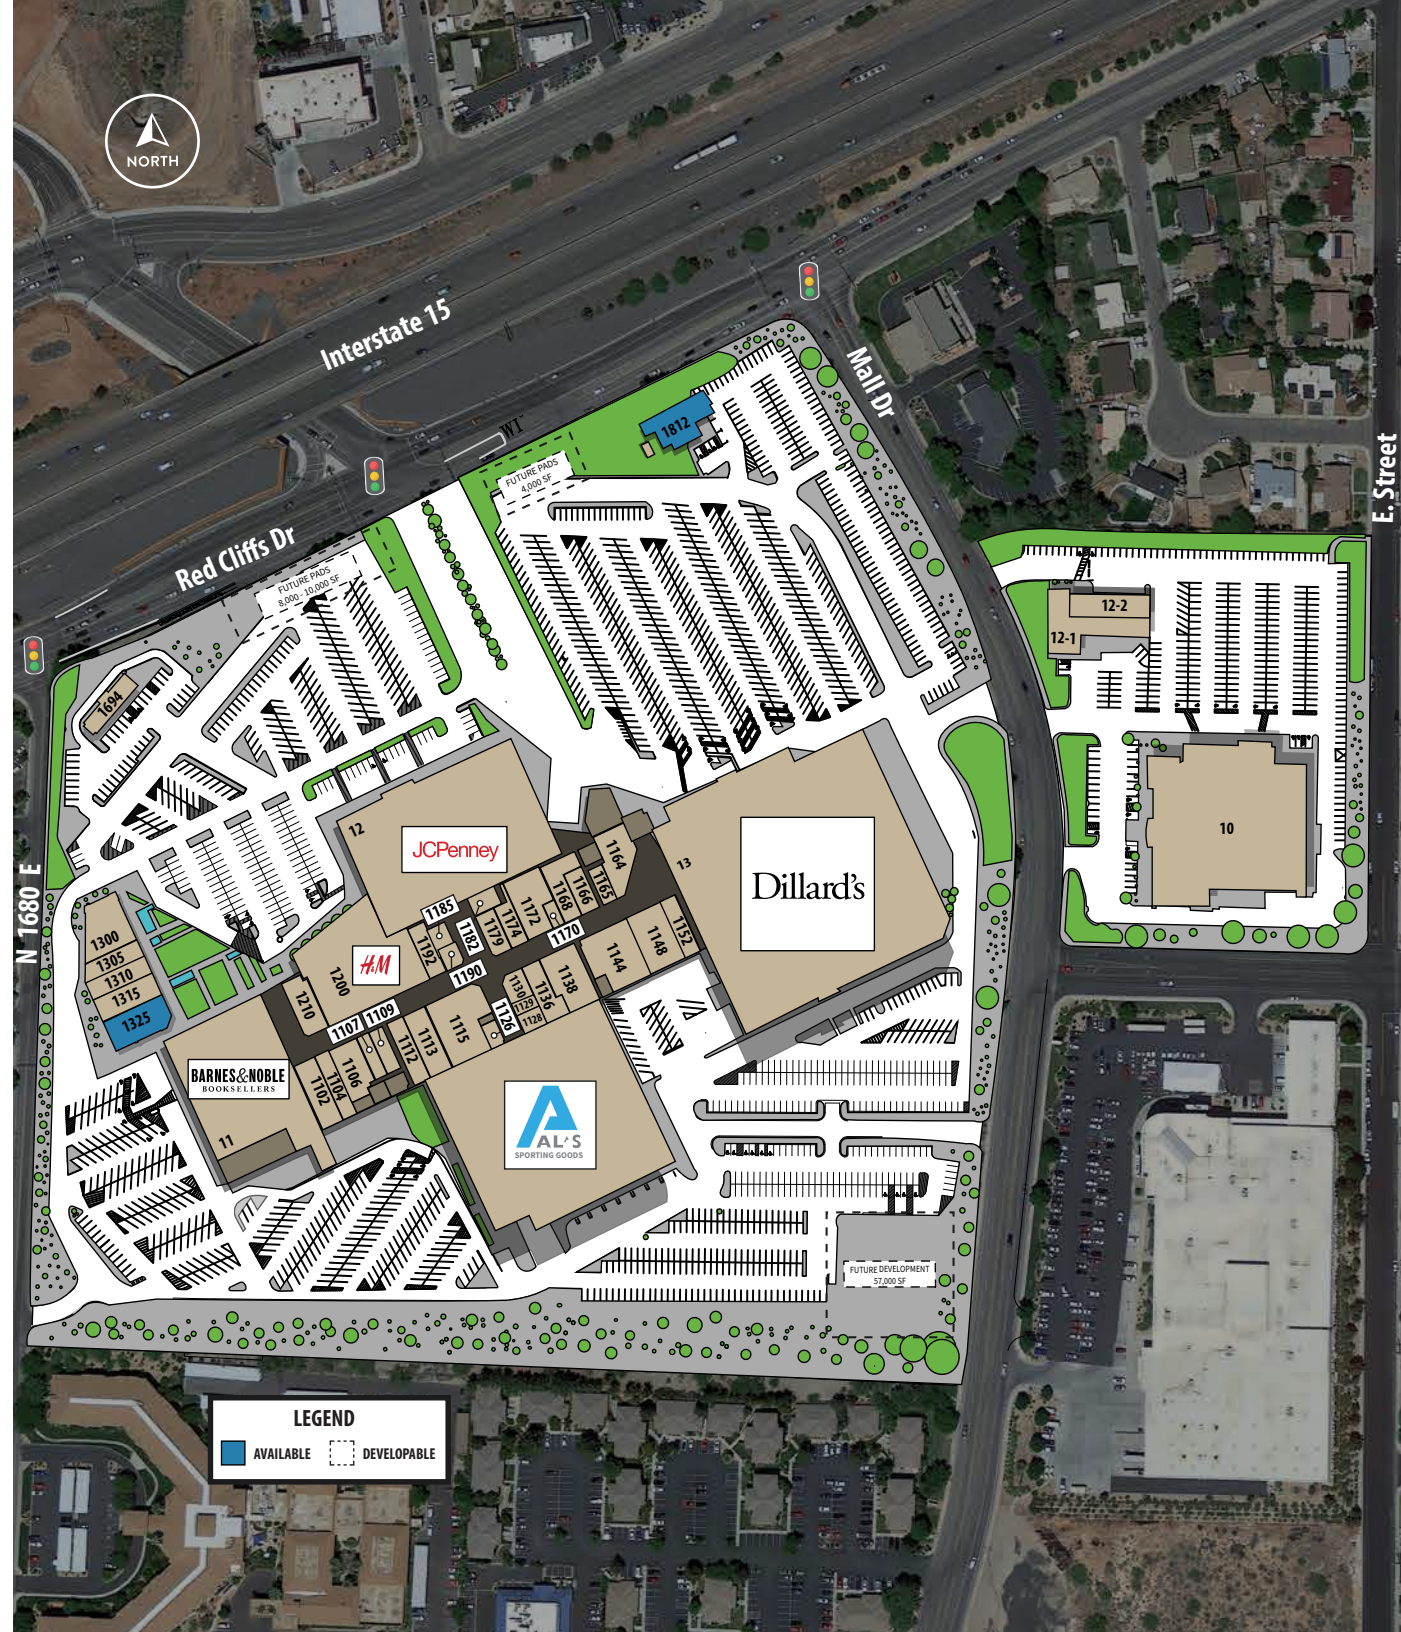 NORTH
Interstate 15
Mall Dr
E. Street
WT
1812
FUTURE PADS
4,000 SF
Red Cliffs Dr
FUTURE PADS
8,000 - 10,000 SF
12-2
12-1
1694
10
12
JCPenney
13
Dillard's
1164
1165
1166
1168
1172
1174
1179
1185
1182
1170
1192
1190
1152
1148
1144
1138
1136
1130
1129
1128
1126
1115
1113
1112
1109
1107
H&M
1200
1210
N 1680 E
1300
1305
1310
1315
1325
1106
1104
1102
BARNES&NOBLE
BOOKSELLERS
11
AL'S
SPORTING GOODS
FUTURE DEVELOPMENT
57,000 SF
LEGEND
AVAILABLE
DEVELOPABLE